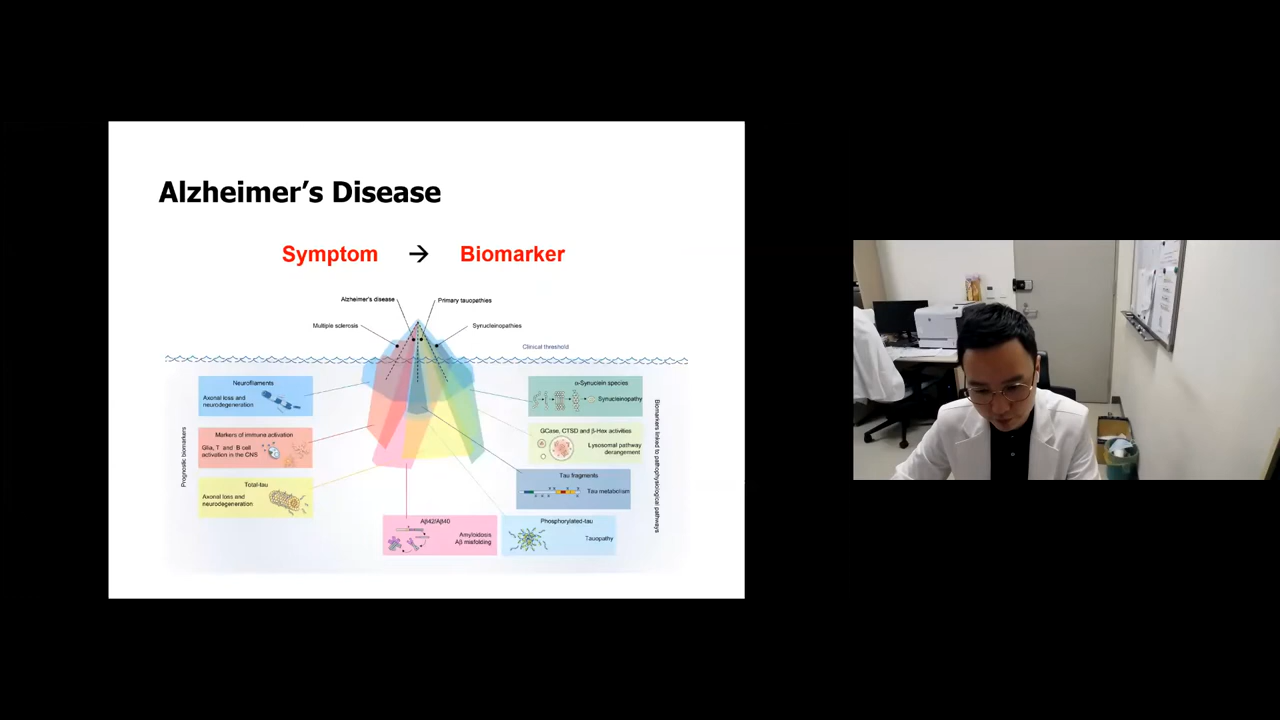 Alzheimer's Disease
Symptom → Biomarker
Alzheimer's disease
Primary tauopathies
Multiple sclerosis
Synucleinopathies
Clinical threshold
Neurofilaments
Axonal loss and
neurodegeneration
Markers of immune activation
Glia, T and B cell
activation in the CNS
Total-tau
Axonal loss and
neurodegeneration
Prognostic biomarkers
α-Synuclein species
Synucleinopathy
GCase, CTSD and β-Hex activities
Lysosomal pathway
derangement
Tau fragments
Tau metabolism
Aβ42/Aβ40
Amyloidosis
Aβ misfolding
Phosphorylated-tau
Tauopathy
Biomarkers linked to pathophysiological pathways